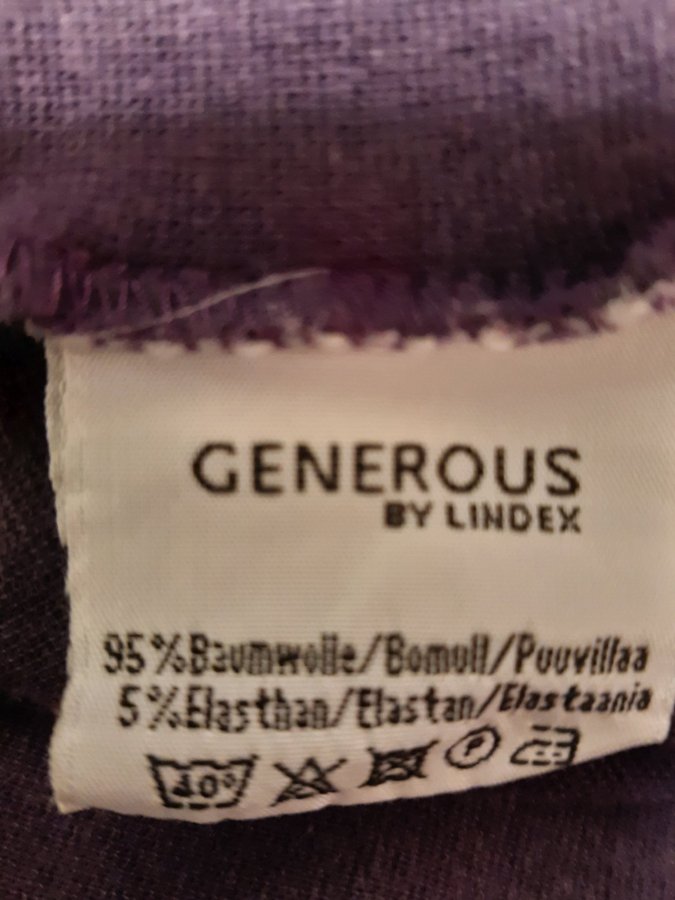 GENEROUS
BY LINDEX
95%Baumwolle/Bomull/Puuvillaa
5%Elasthan/Elastan/Elastaania
40°
P